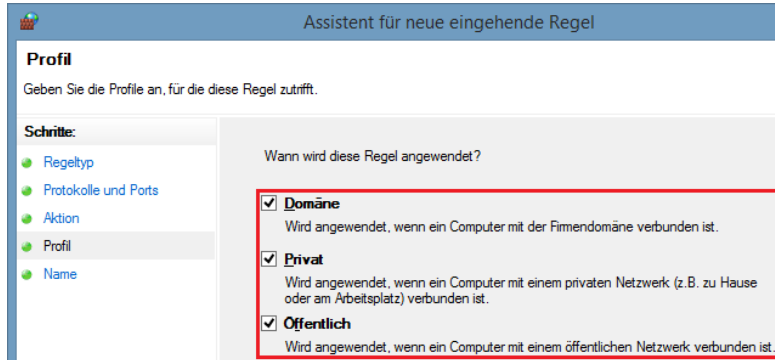 Assistent für neue eingehende Regel
Profil
Geben Sie die Profile an, für die diese Regel zutrifft.
Schritte:
Regeltyp
Protokolle und Ports
Aktion
Profil
Name
Wann wird diese Regel angewendet?
Domäne
Wird angewendet, wenn ein Computer mit der Firmendomäne verbunden ist.
Privat
Wird angewendet, wenn ein Computer mit einem privaten Netzwerk (z.B. zu Hause
oder am Arbeitsplatz) verbunden ist.
Öffentlich
Wird angewendet, wenn ein Computer mit einem öffentlichen Netzwerk verbunden ist.